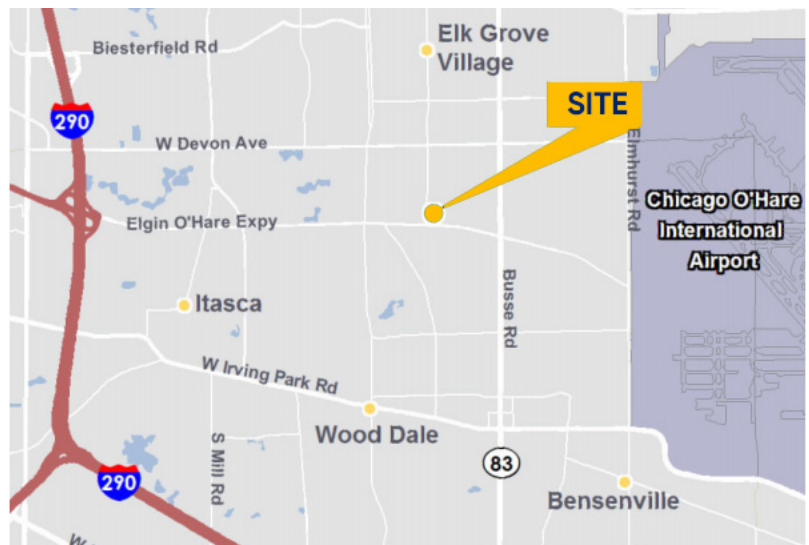 Elk Grove
Village
Biesterfield Rd
SITE
290
W Devon Ave
Elmhurst Rd
Chicago O'Hare
International
Airport
Elgin O'Hare Expy
Itasca
Busse Rd
W Irving Park Rd
Wood Dale
S Mill Rd
83
290
Bensenville
W